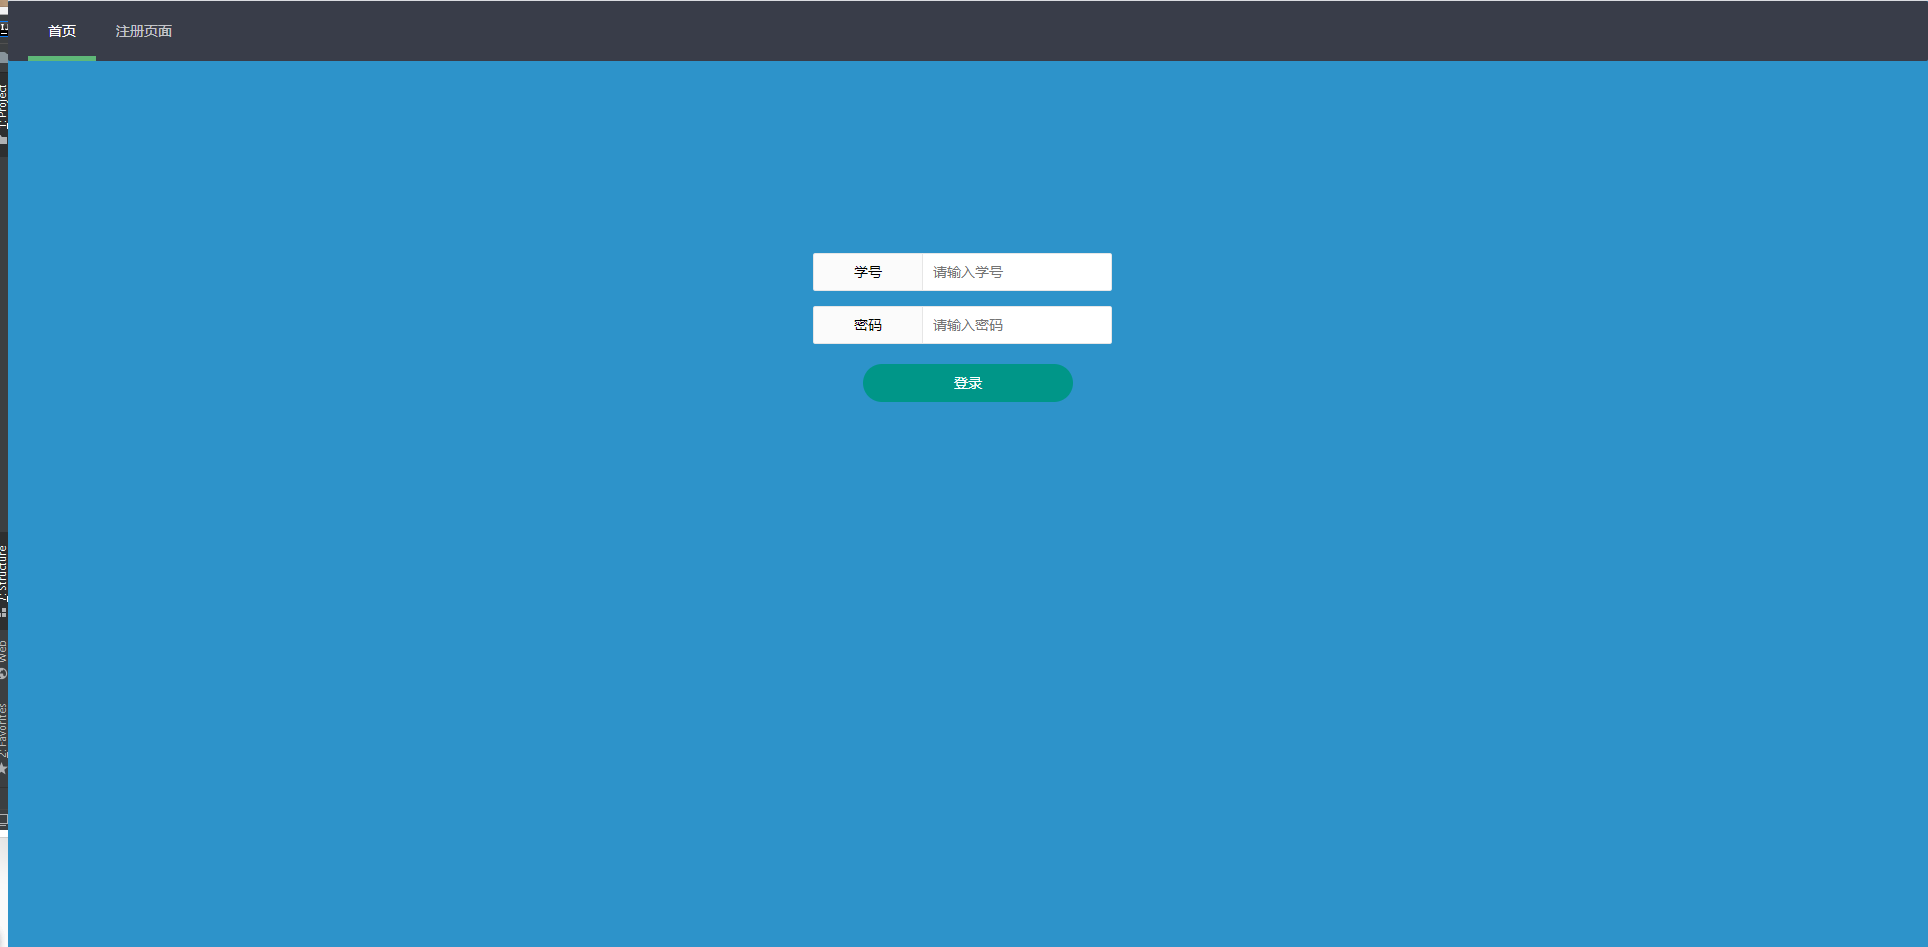 首页 注册页面
学号 请输入学号
密码 请输入密码
登录
1: Project
7: Structure
Web
2: Favorites